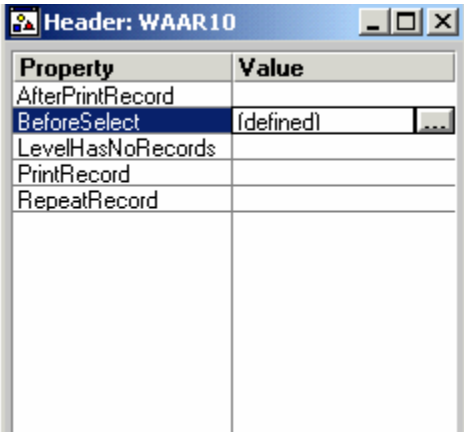 Header: WAAR10
Property Value
AfterPrintRecord
BeforeSelect (defined) ...
LevelHasNoRecords
PrintRecord
RepeatRecord